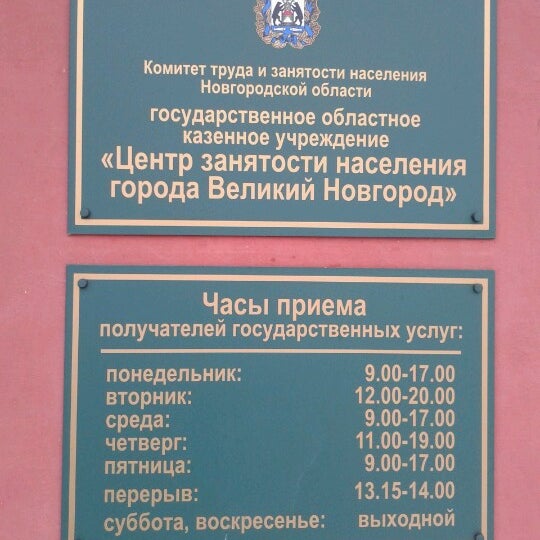 Комитет труда и занятости населения
Новгородской области
государственное областное
казенное учреждение
«Центр занятости населения
города Великий Новгород»
Часы приема
получателей государственных услуг:
понедельник: 9.00-17.00
вторник: 12.00-20.00
среда: 9.00-17.00
четверг: 11.00-19.00
пятница: 9.00-17.00
перерыв: 13.15-14.00
суббота, воскресенье: выходной